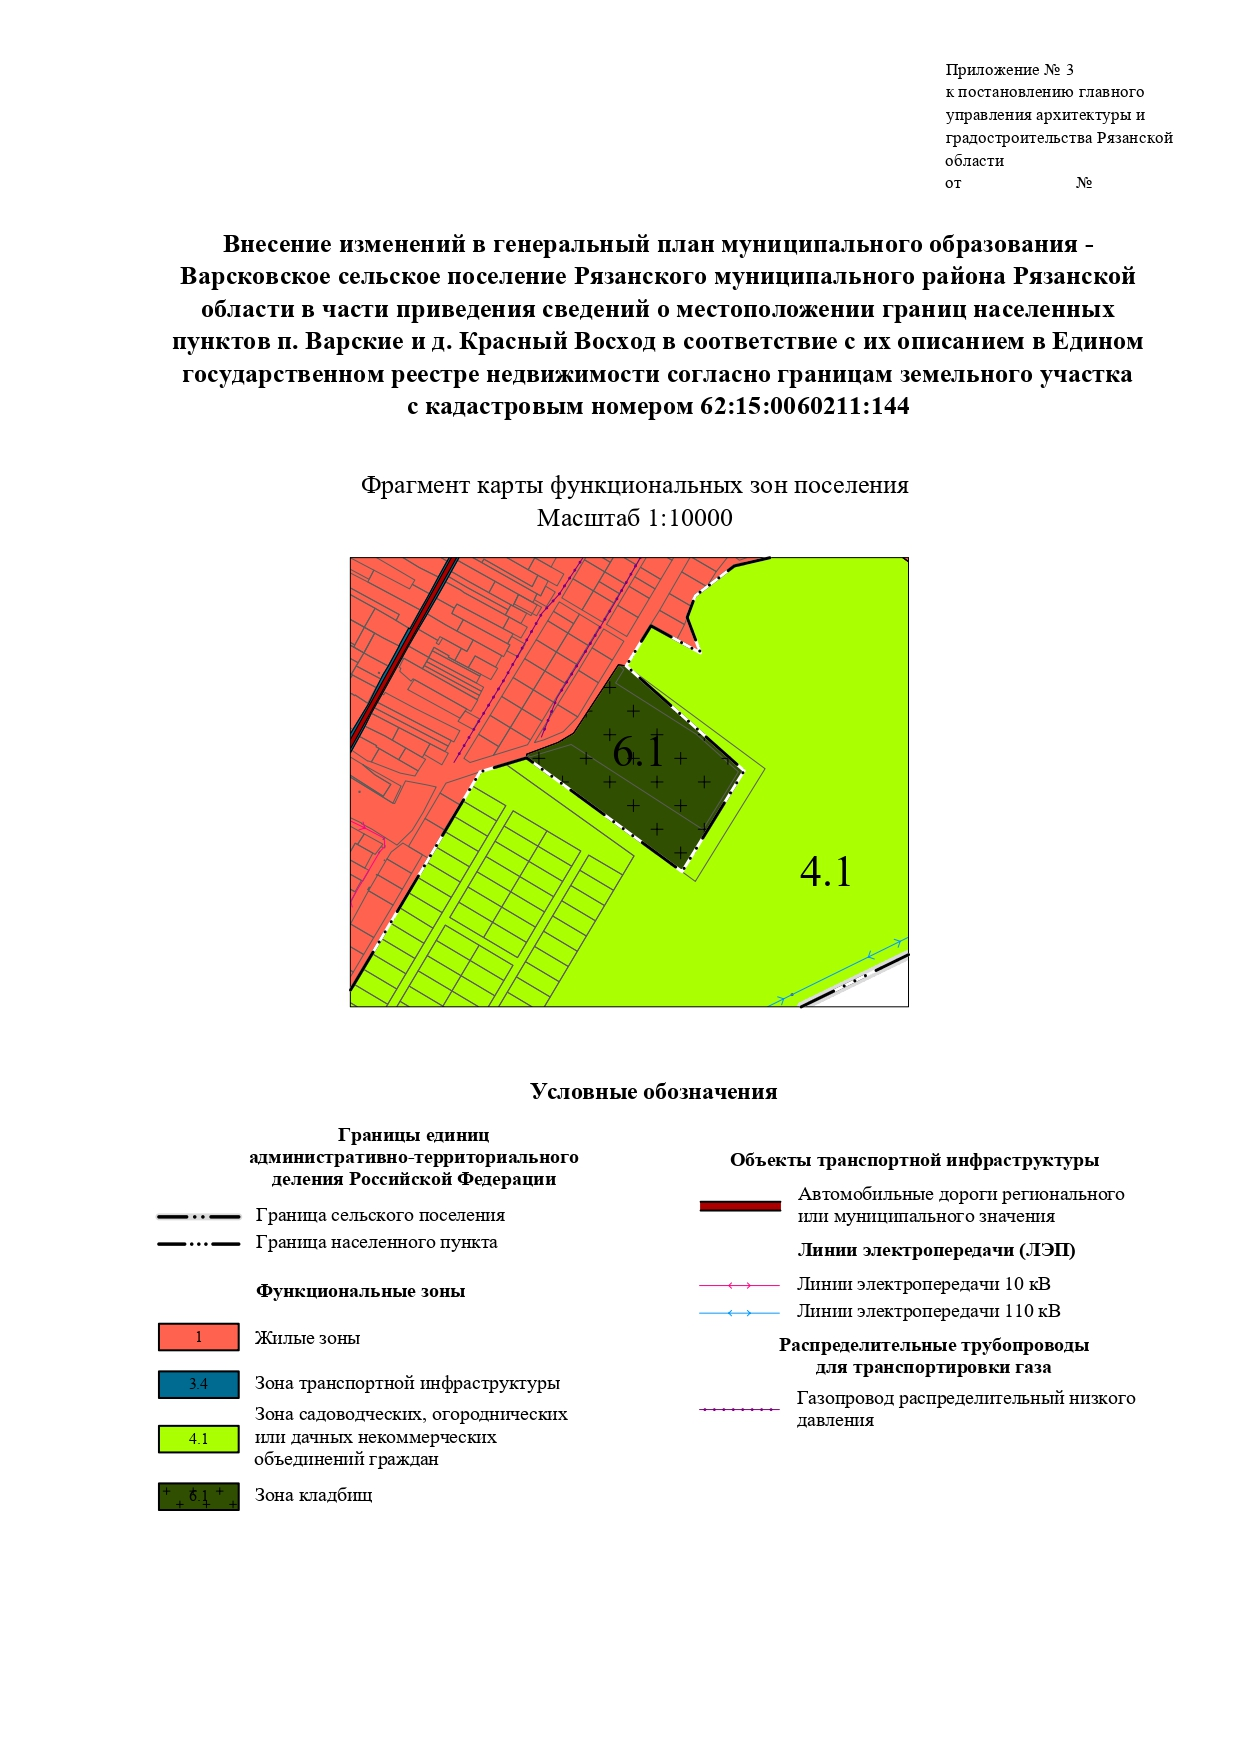 Приложение № 3
к постановлению главного
управления архитектуры и
градостроительства Рязанской
области
от №
Внесение изменений в генеральный план муниципального образования -
Варсковское сельское поселение Рязанского муниципального района Рязанской
области в части приведения сведений о местоположении границ населенных
пунктов п. Варские и д. Красный Восход в соответствие с их описанием в Едином
государственном реестре недвижимости согласно границам земельного участка
с кадастровым номером 62:15:0060211:144
Фрагмент карты функциональных зон поселения
Масштаб 1:10000
6.1
4.1
Условные обозначения
Границы единиц
административно-территориального
деления Российской Федерации
Граница сельского поселения
Граница населенного пункта
Функциональные зоны
1
Жилые зоны
3.4
Зона транспортной инфраструктуры
4.1
Зона садоводческих, огороднических
или дачных некоммерческих
объединений граждан
6.1
Зона кладбищ
Объекты транспортной инфраструктуры
Автомобильные дороги регионального
или муниципального значения
Линии электропередачи (ЛЭП)
Линии электропередачи 10 кВ
Линии электропередачи 110 кВ
Распределительные трубопроводы
для транспортировки газа
Газопровод распределительный низкого
давления